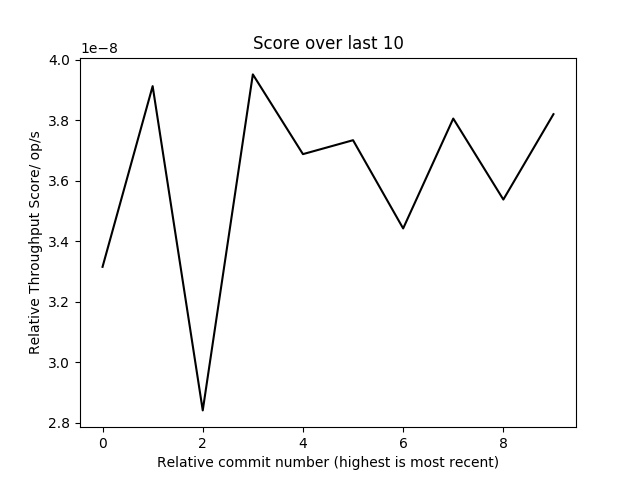 Score over last 10
1e−8
4.0
3.8
3.6
3.4
3.2
3.0
2.8
Relative Throughput Score/ op/s
0 2 4 6 8
Relative commit number (highest is most recent)